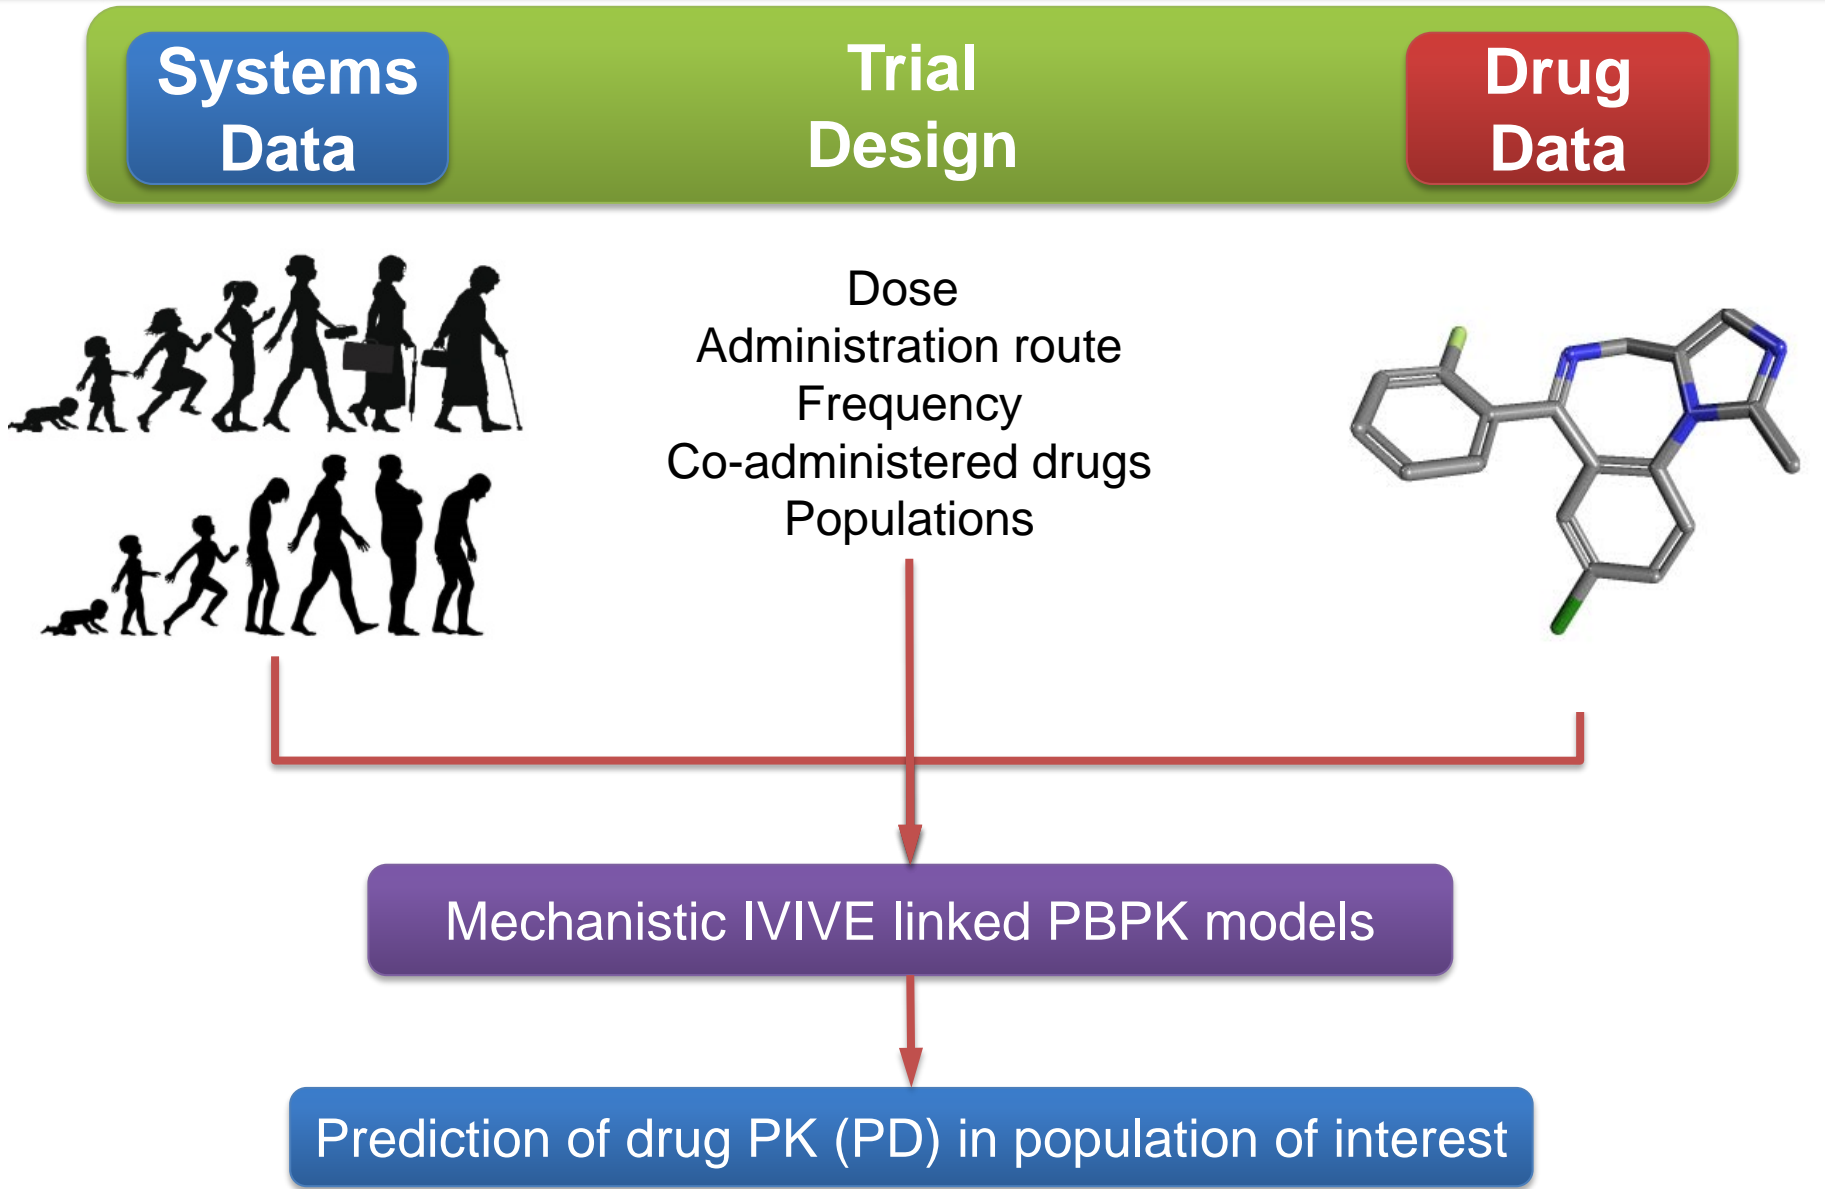 Systems
Data
Trial
Design
Drug
Data
Dose
Administration route
Frequency
Co-administered drugs
Populations
Mechanistic IVIVE linked PBPK models
Prediction of drug PK (PD) in population of interest